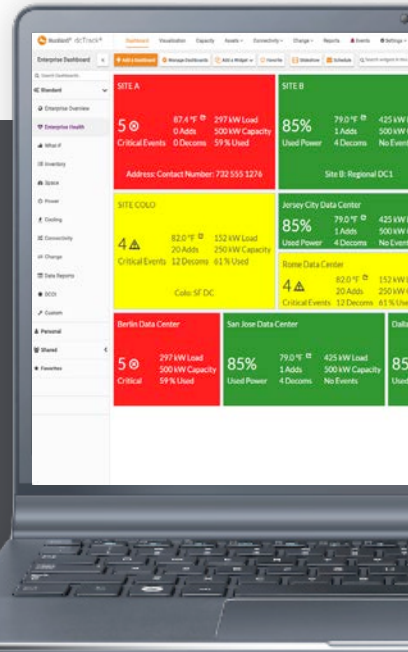 Sunbird® dcTrack®
Dashboard Visualization Capacity Assets Connectivity Change Reports Events Settings
Enterprise Dashboard
Add a Dashboard Manage Dashboards Add a Widget Favorite Slideshow Schedule Search widgets in this
Search Dashboards
Standard
Enterprise Overview
Enterprise Health
What If
Inventory
Space
Power
Cooling
Connectivity
Change
Data Reports
Custom
Personal
Shared
Favorites
SITE A
5 87.4 °F 297 kW Load
0 Adds 500 kW Capacity
Critical Events 0 Decoms 59 % Used
Address: Contact Number: 732 555 1276
SITE B
85% 79.0 °F 425 kW
1 Adds 500 kW
Used Power 4 Decoms No Event
Site B: Regional DC1
SITE COLO
4 82.0 °F 152 kW Load
20 Adds 250 kW Capacity
Critical Events 12 Decoms 61 % Used
Colo: SF DC
Jersey City Data Center
85% 79.0 °F 425 kW
1 Adds 500 kW
Used Power 4 Decoms No Event
Rome Data Center
4 82.0 °F 152 kW
20 Adds 250 kW
Critical Events 12 Decoms 61 %
Berlin Data Center
5 297 kW Load
500 kW Capacity
Critical 59 % Used
San Jose Data Center
85% 79.0 °F 425 kW Load
1 Adds 500 kW Capacity
Used Power 4 Decoms No Events
Dalla
85
Used